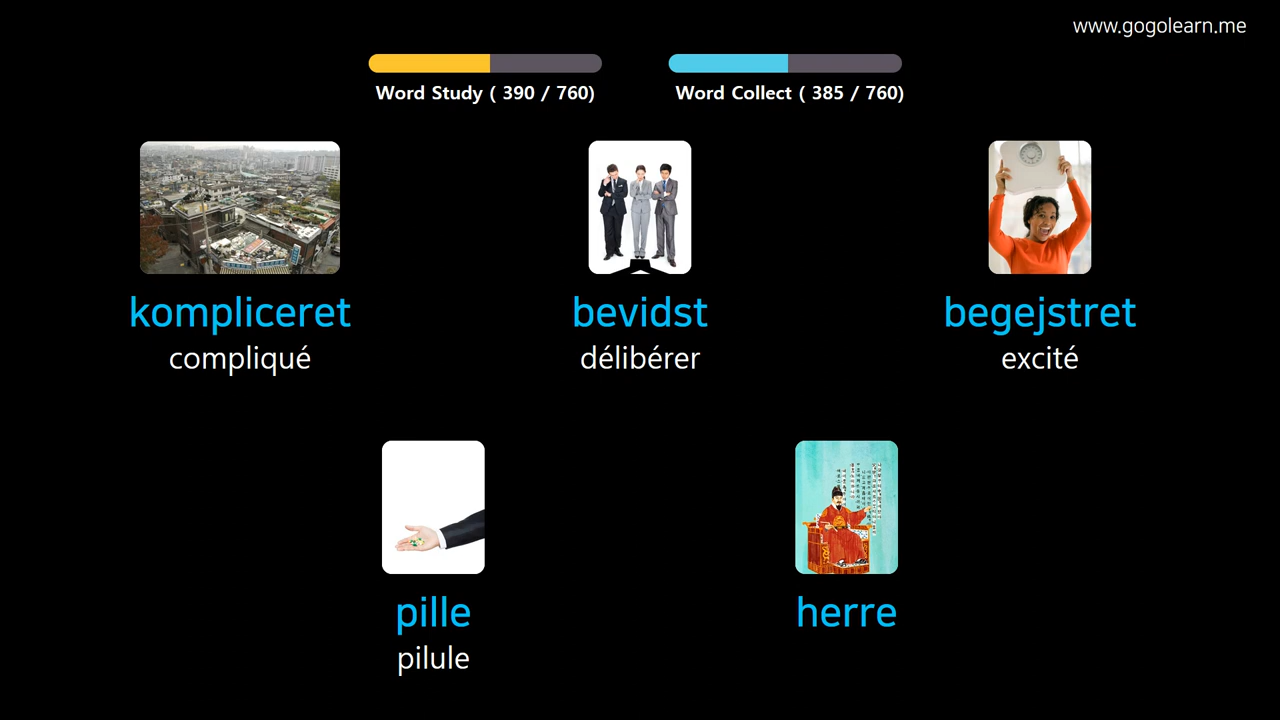 www.gogolearn.me
Word Study ( 390 / 760)
Word Collect ( 385 / 760)
kompliceret
compliqué
bevidst
délibérer
begejstret
excité
pille
pilule
herre